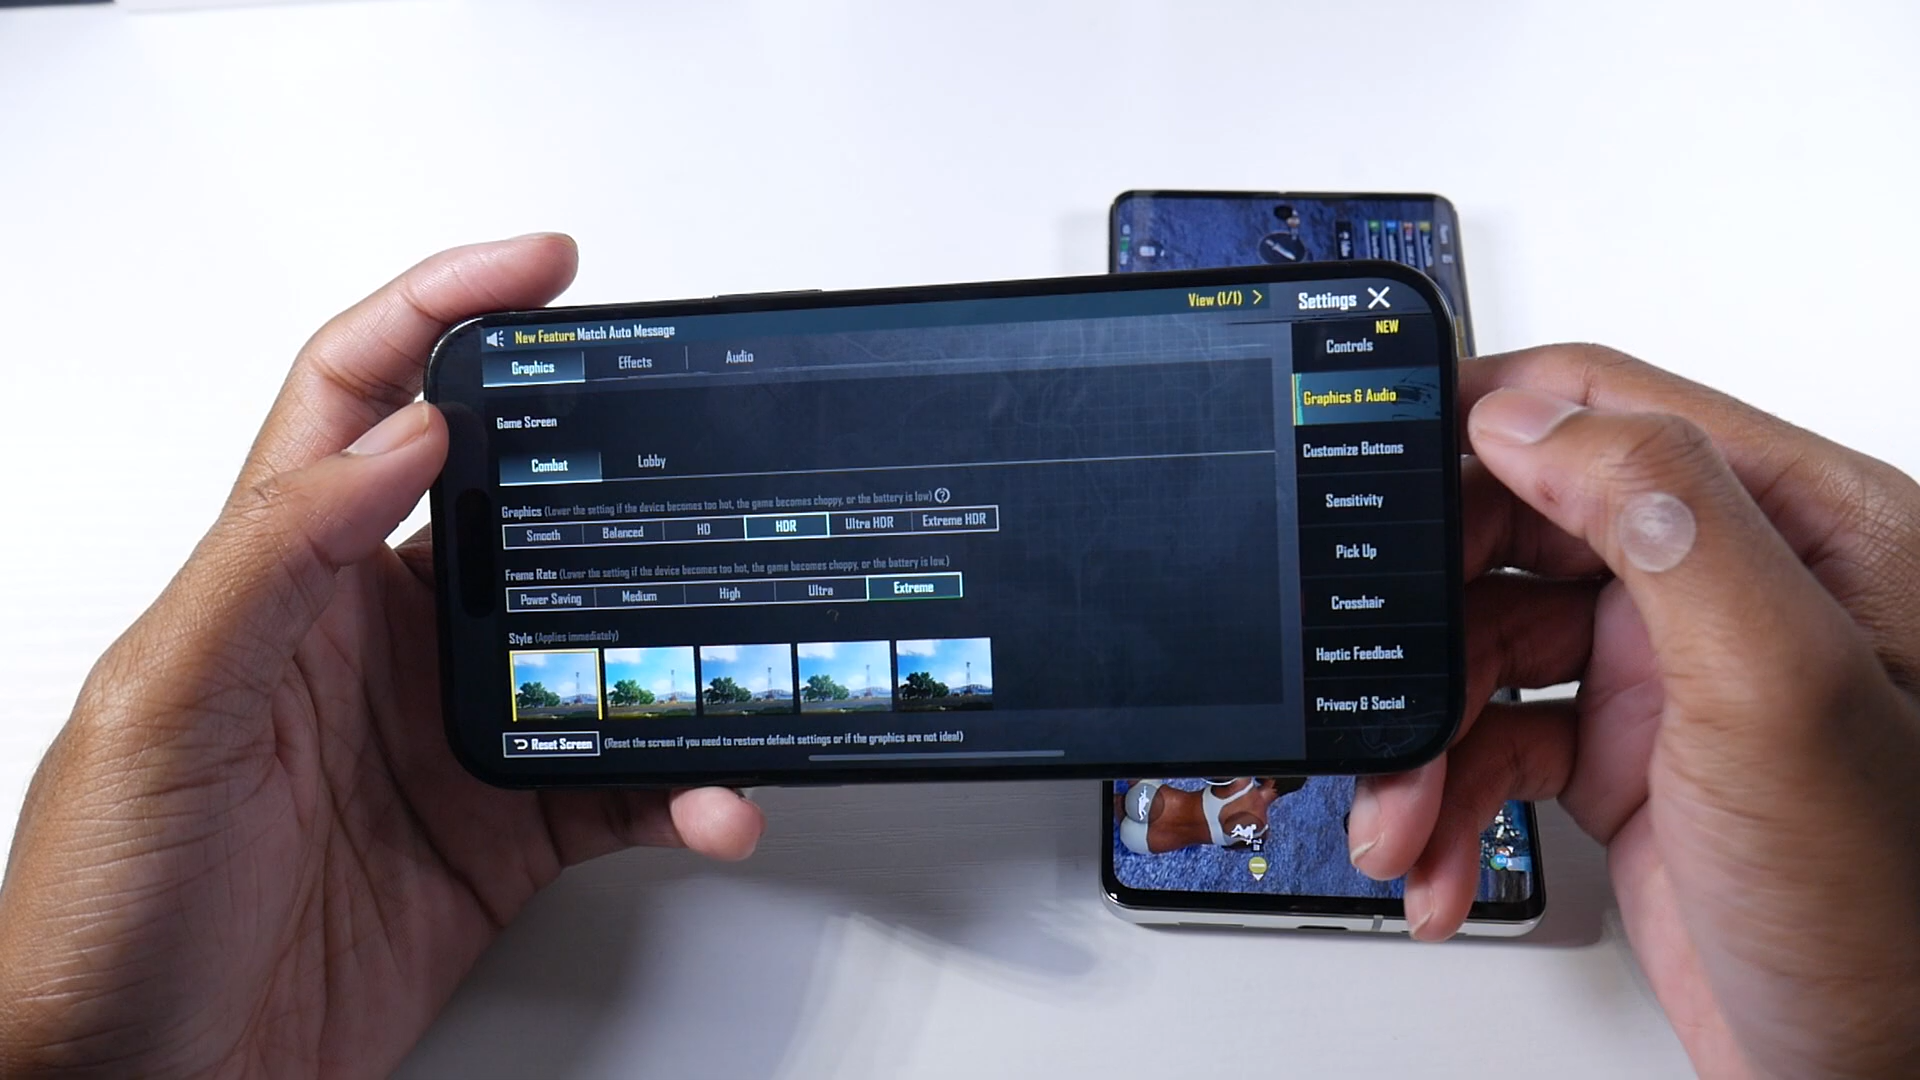 New Feature Match Auto Message
View (1/1) >
Settings
Graphics
Effects
Audio
Game Screen
Combat
Lobby
Graphics (Lower the setting if the device becomes too hot, the game becomes choppy, or the battery is low) ?
Smooth
Balanced
HD
HDR
Ultra HDR
Extreme HDR
Frame Rate (Lower the setting if the device becomes too hot, the game becomes choppy, or the battery is low.)
Power Saving
Medium
High
Ultra
Extreme
Style (Applies immediately)
Reset Screen
(Reset the screen if you need to restore default settings or if the graphics are not ideal)
NEW
Controls
Graphics & Audio
Customize Buttons
Sensitivity
Pick Up
Crosshair
Haptic Feedback
Privacy & Social